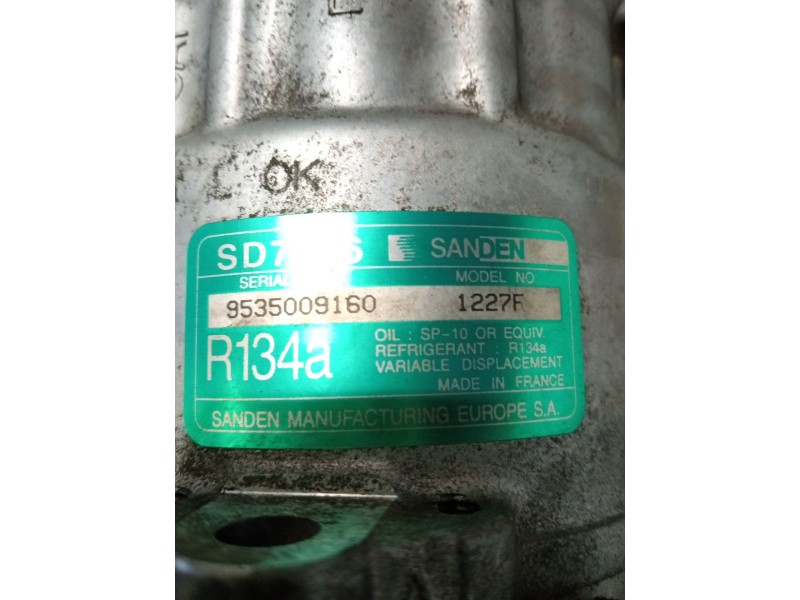 OK
SANDEN
MODEL NO
9535009160 1227F
R134a
OIL : SP-10 OR EQUIV.
REFRIGERANT : R134a
VARIABLE DISPLACEMENT
MADE IN FRANCE
SANDEN MANUFACTURING EUROPE S.A.